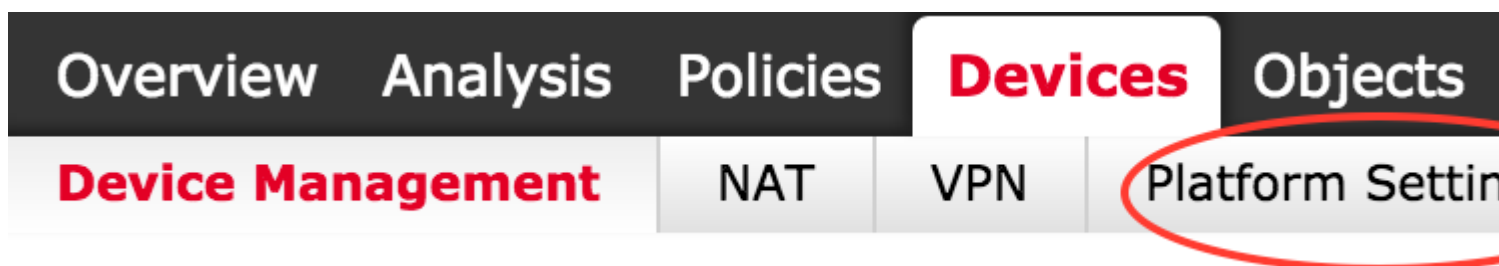 Overview Analysis Policies Devices Objects
Device Management NAT VPN Platform Settin